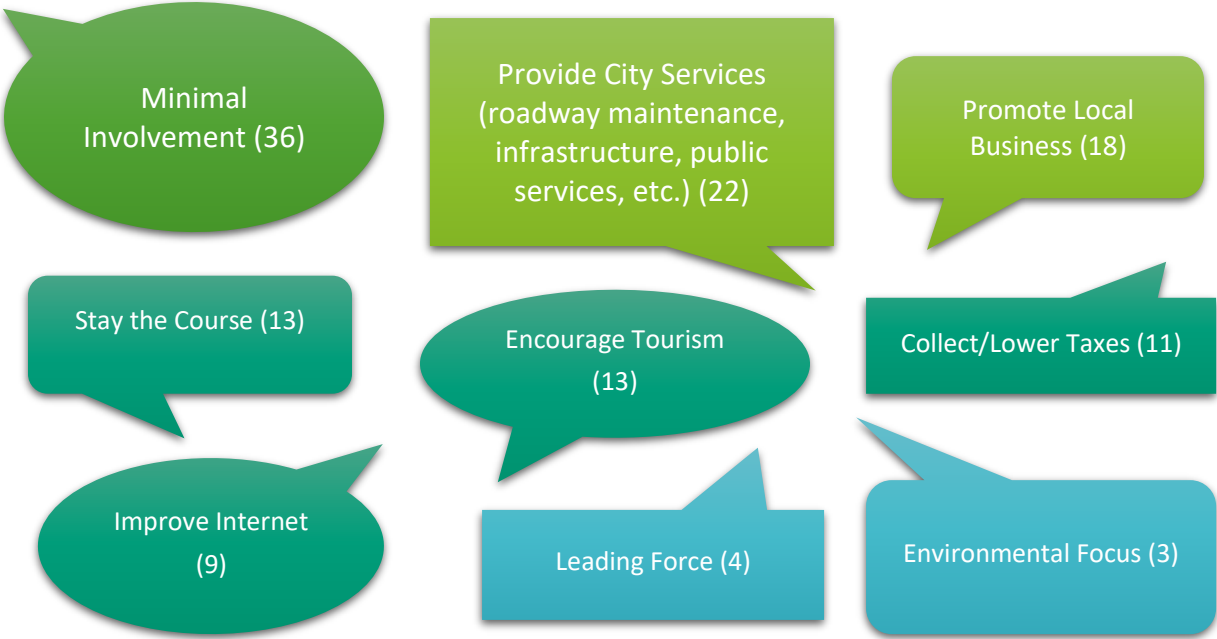 Minimal
Involvement (36)
Provide City Services
(roadway maintenance,
infrastructure, public
services, etc.) (22)
Promote Local
Business (18)
Stay the Course (13)
Encourage Tourism
(13)
Collect/Lower Taxes (11)
Improve Internet
(9)
Leading Force (4)
Environmental Focus (3)